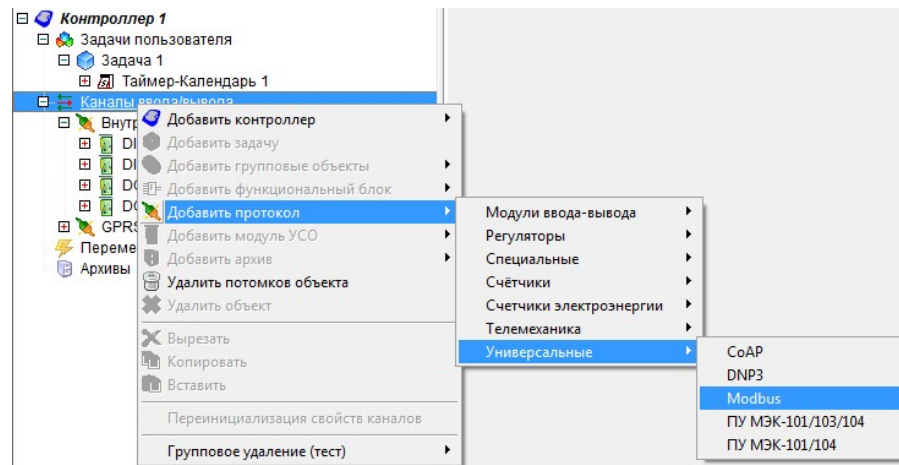 Контроллер 1
Задачи пользователя
Задача 1
Таймер-Календарь 1
Каналы ввода/вывода
Внутр
DI
DI
DO
DO
GPRS
Переме
Архивы
Добавить контроллер
Добавить задачу
Добавить групповые объекты
Добавить функциональный блок
Добавить протокол
Добавить модуль УСО
Добавить архив
Удалить потомков объекта
Удалить объект
Вырезать
Копировать
Вставить
Переинициализация свойств каналов
Групповое удаление (тест)
Модули ввода-вывода
Регуляторы
Специальные
Счётчики
Счетчики электроэнергии
Телемеханика
Универсальные
CoAP
DNP3
Modbus
ПУ МЭК-101/103/104
ПУ МЭК-101/104